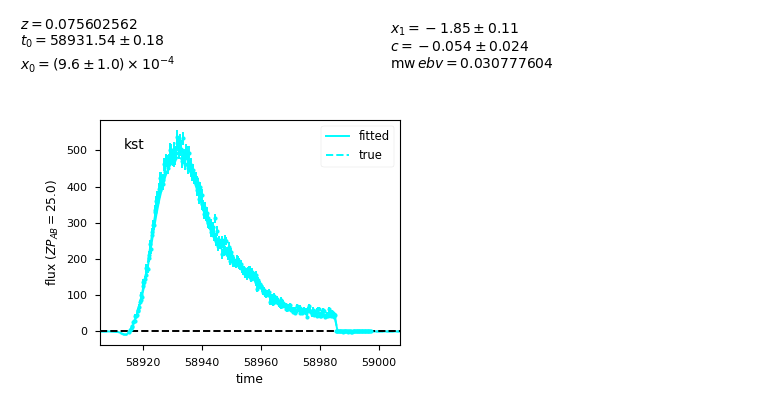 z = 0.075602562
t₀ = 58931.54 ± 0.18
x₀ = (9.6 ± 1.0) × 10⁻⁴
x₁ = −1.85 ± 0.11
c = −0.054 ± 0.024
mw ebv = 0.030777604
kst
fitted
true
flux (ZP_AB = 25.0)
500
400
300
200
100
0
58920 58940 58960 58980 59000
time